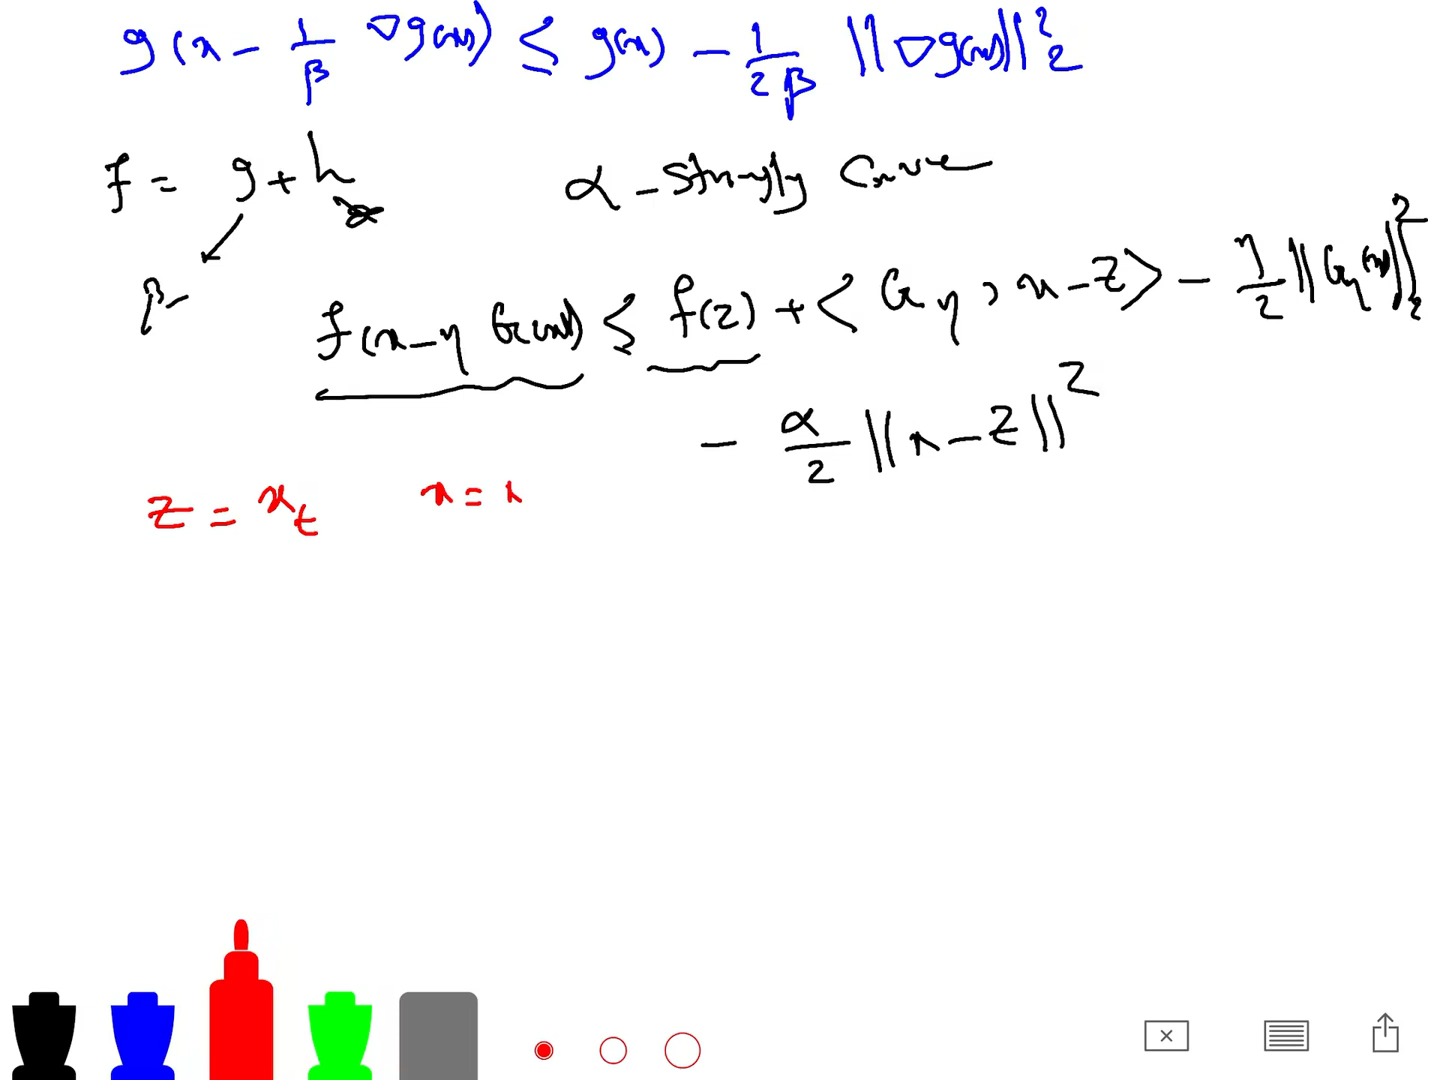 g(x - 1/β ∇g(x)) ≤ g(x) - 1/2β ||∇g(x)||²₂
f = g + h α - strongly convex
β -
f(x - η G(x)) ≤ f(z) + < G_η , x - z > - η/2 ||G_η(x)||²₂
- α/2 ||x - z||²
z = x_t x = x